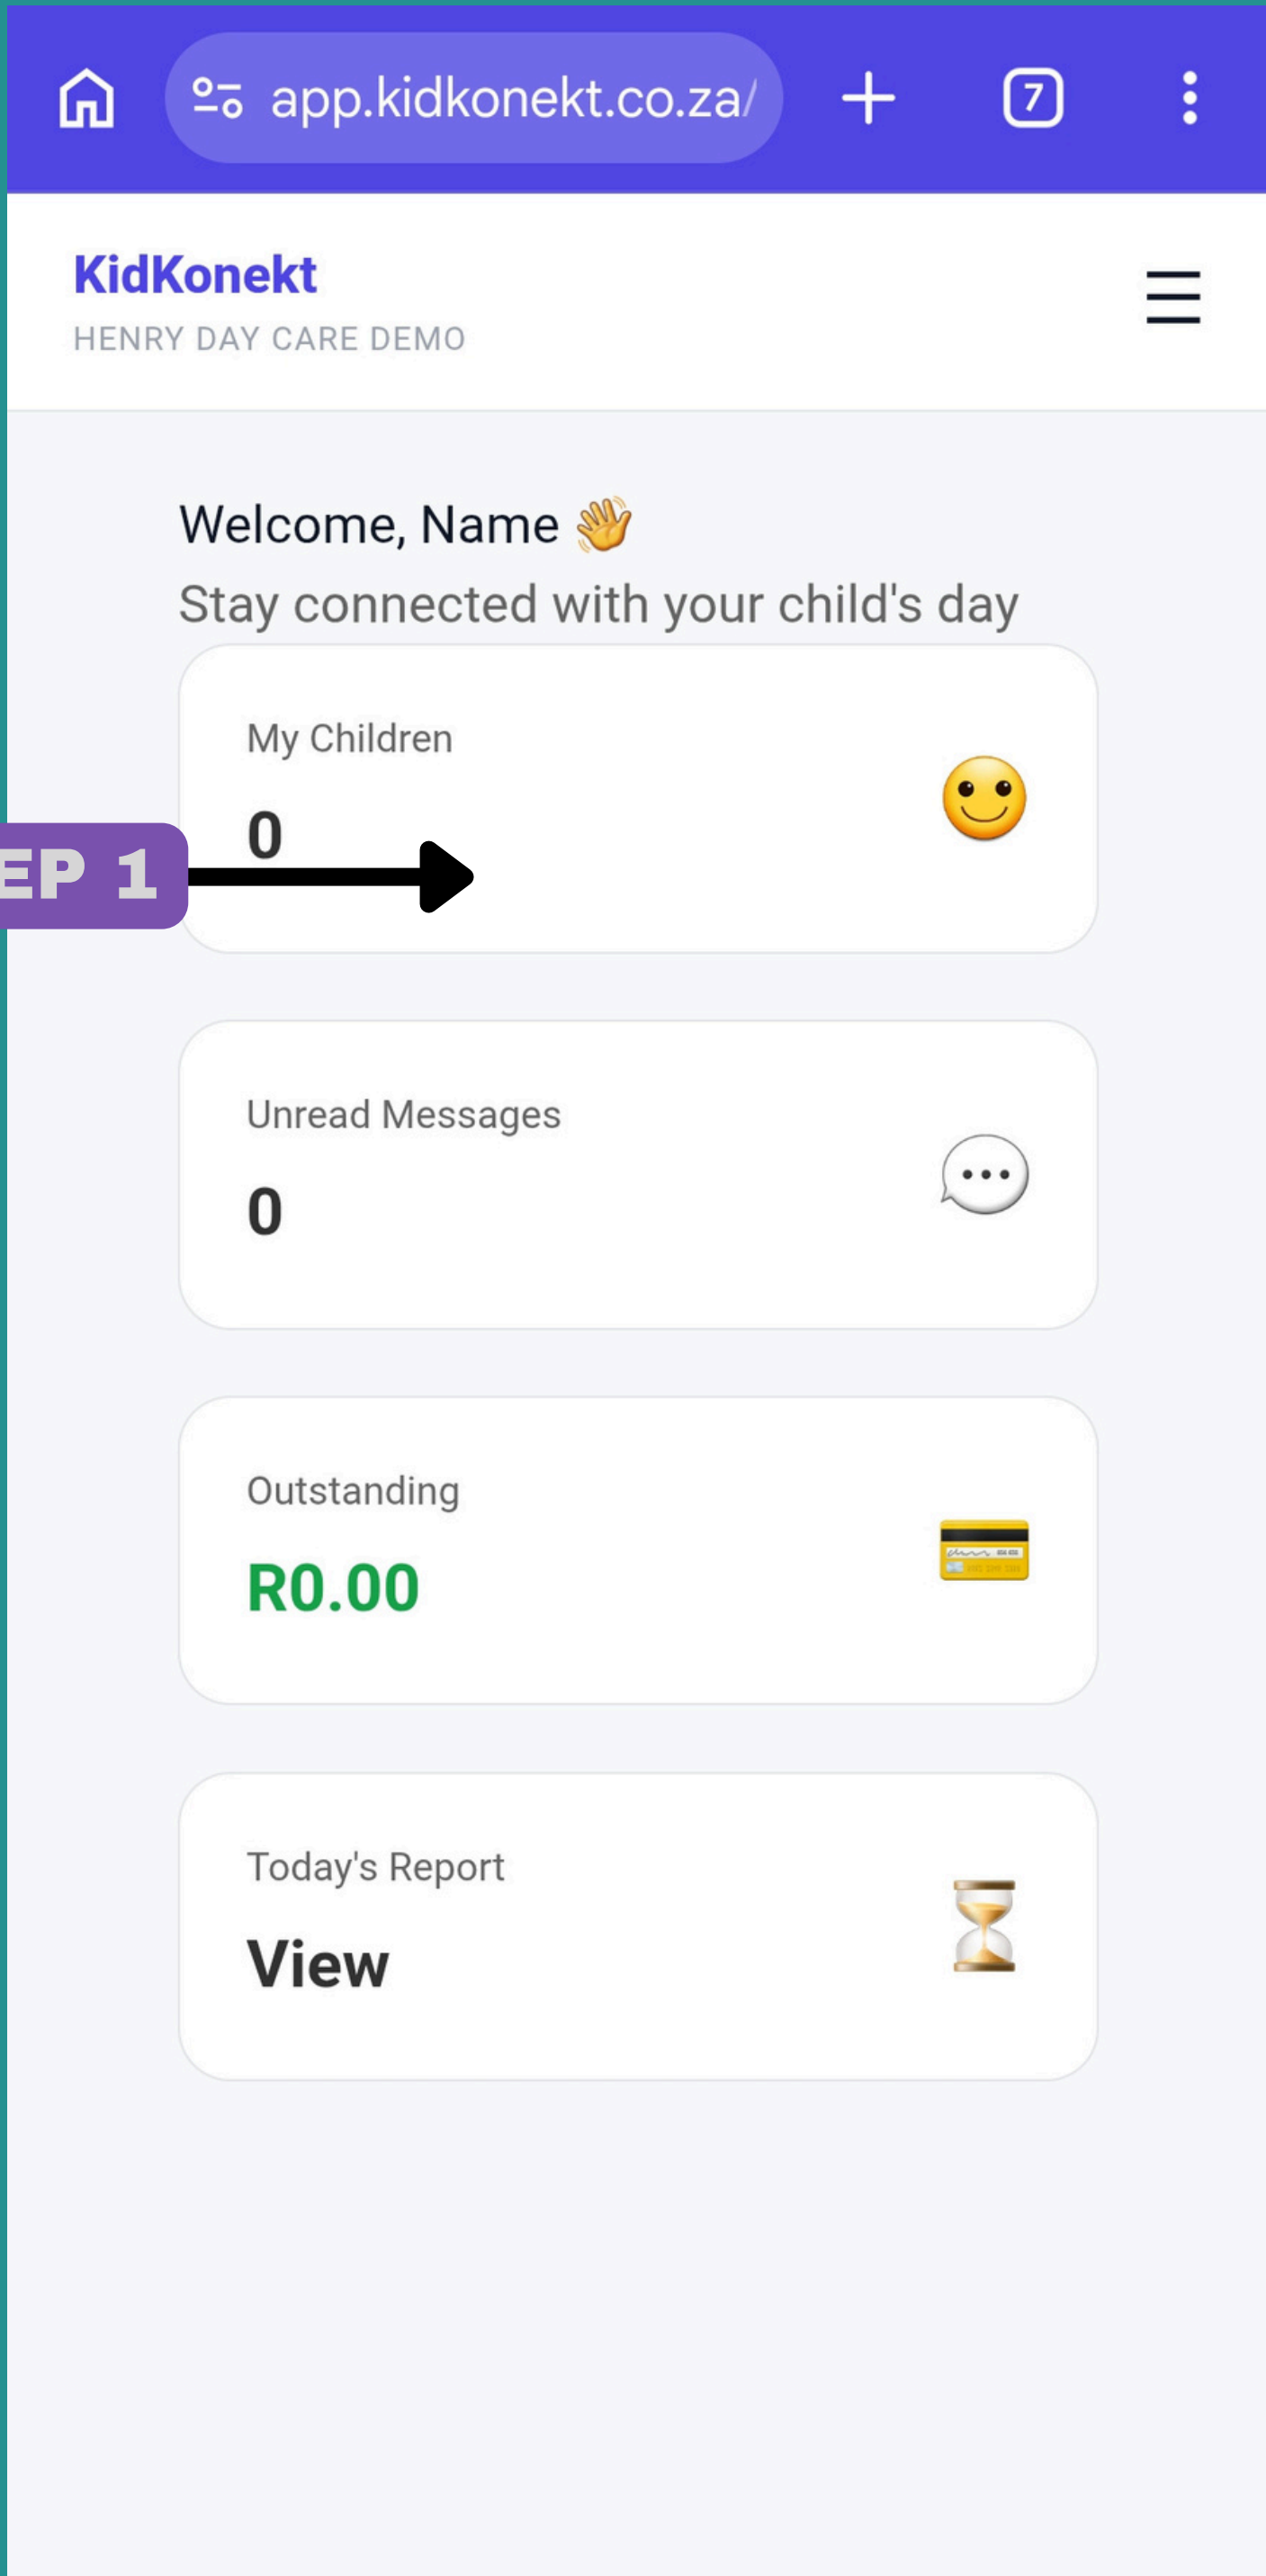 app.kidkonekt.co.za/
7
KidKonekt
HENRY DAY CARE DEMO
Welcome, Name 👋
Stay connected with your child's day
My Children
0
EP 1
Unread Messages
0
Outstanding
R0.00
Today's Report
View